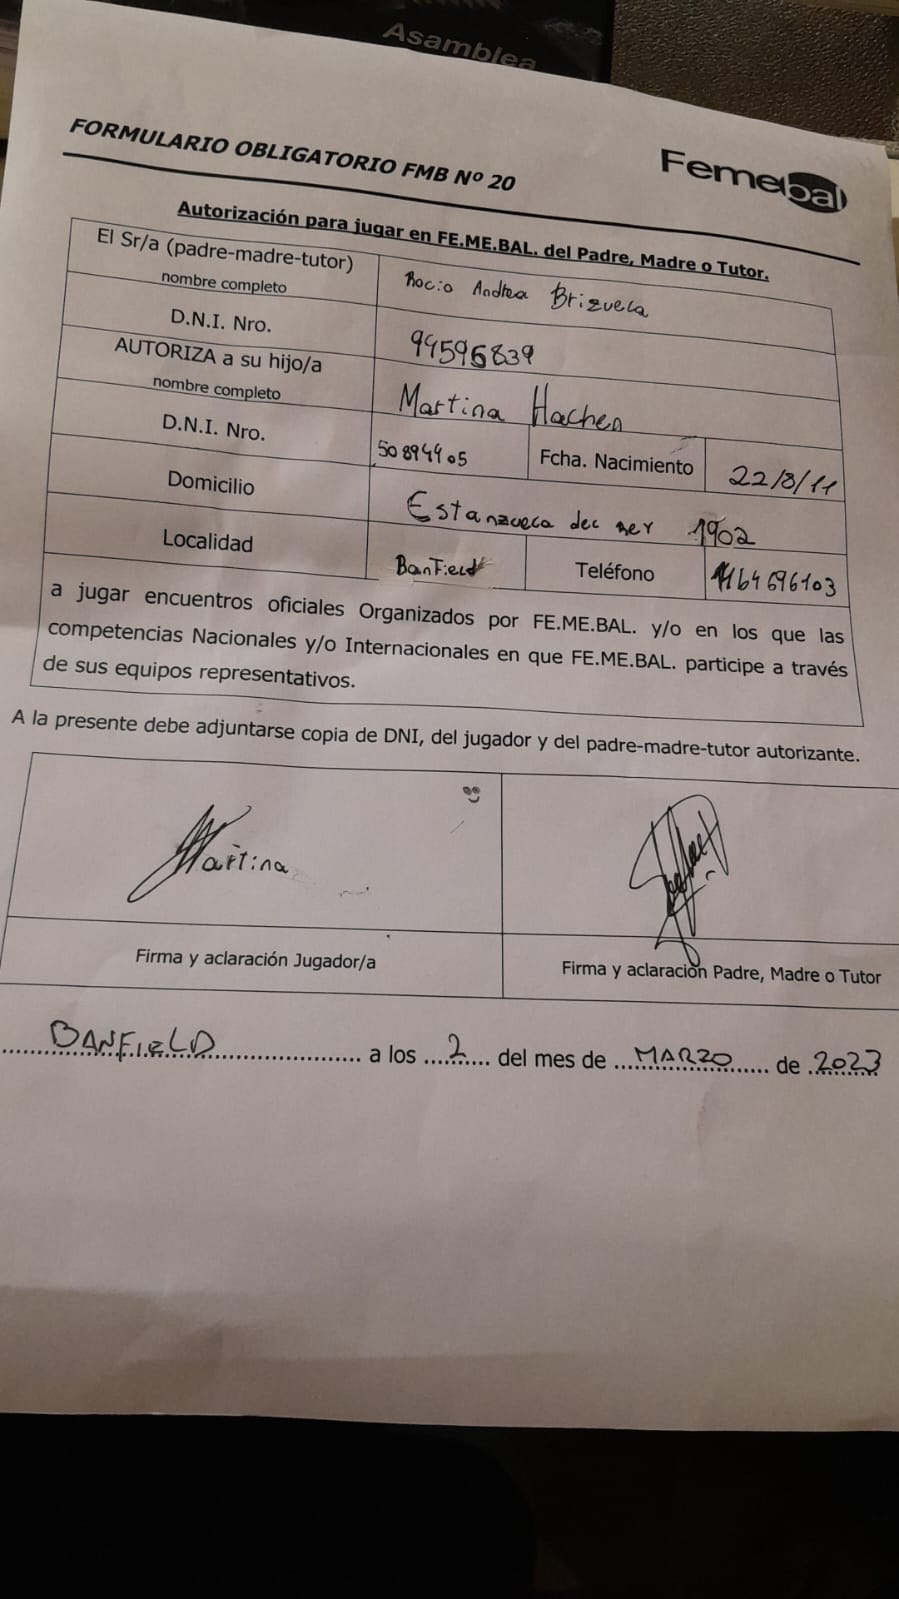 Asamblea
FORMULARIO OBLIGATORIO FMB Nº 20
Femebal
Autorización para jugar en FE.ME.BAL. del Padre, Madre o Tutor.
El Sr/a (padre-madre-tutor)
nombre completo
Rocio Andrea Brizuela
D.N.I. Nro.
94596839
AUTORIZA a su hijo/a
nombre completo
Martina Hachen
D.N.I. Nro.
50894405
Fcha. Nacimiento
22/8/11
Domicilio
1902
Localidad
BanField
Teléfono
1164696103
a jugar encuentros oficiales Organizados por FE.ME.BAL. y/o en los que las
competencias Nacionales y/o Internacionales en que FE.ME.BAL. participe a través
de sus equipos representativos.
A la presente debe adjuntarse copia de DNI, del jugador y del padre-madre-tutor autorizante.
Martina
Firma y aclaración Jugador/a
Firma y aclaración Padre, Madre o Tutor
BANFIELD a los 2 del mes de MARZO de 2023